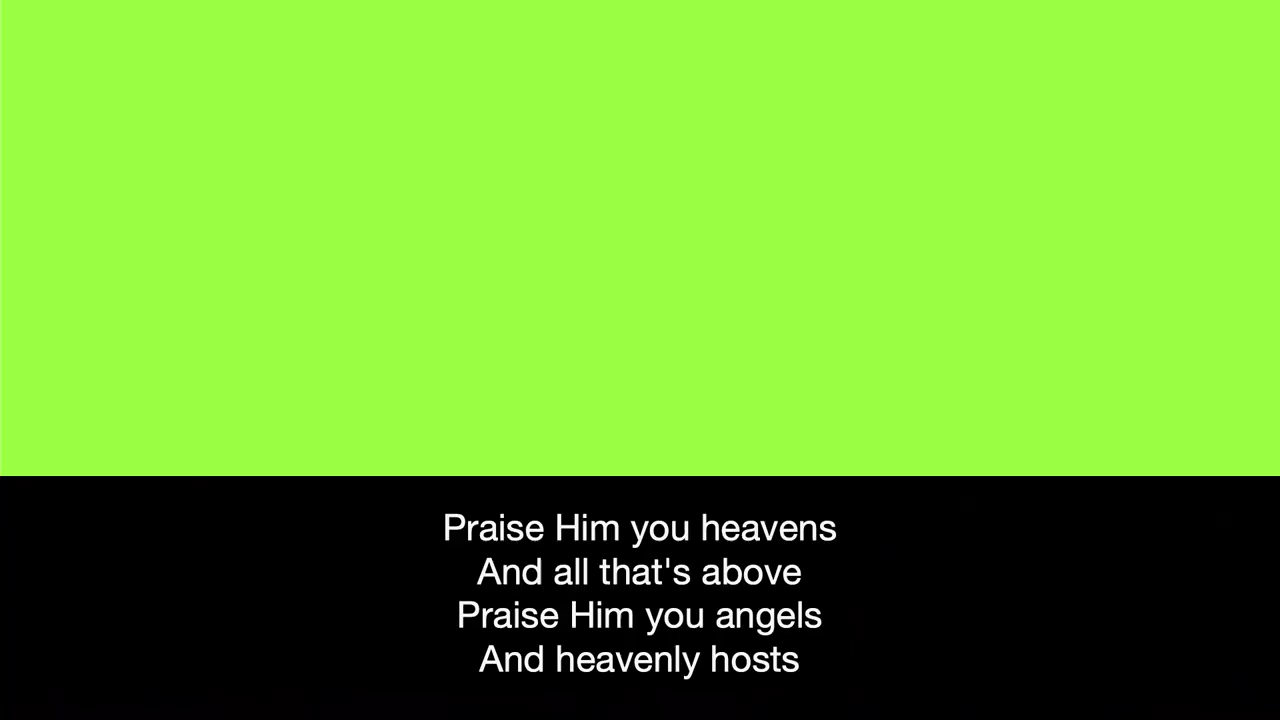 Praise Him you heavens
And all that's above
Praise Him you angels
And heavenly hosts